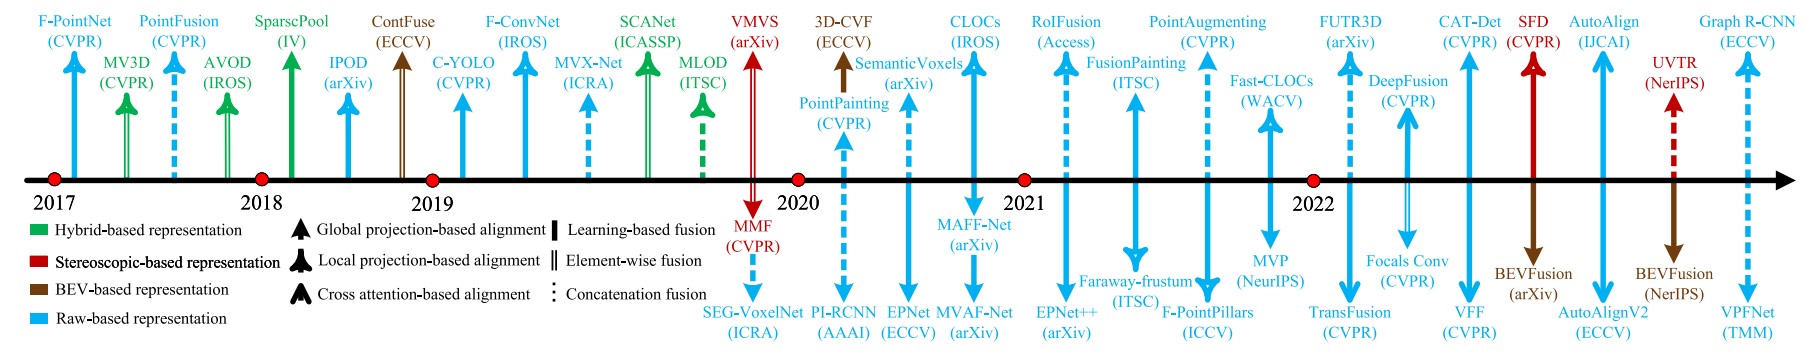 F-PointNet
(CVPR)
MV3D
(CVPR)
PointFusion
(CVPR)
AVOD
(IROS)
SparscPool
(IV)
IPOD
(arXiv)
ContFuse
(ECCV)
C-YOLO
(CVPR)
F-ConvNet
(IROS)
MVX-Net
(ICRA)
SCANet
(ICASSP)
MLOD
(ITSC)
VMVS
(arXiv)
3D-CVF
(ECCV)
PointPainting
(CVPR)
SemanticVoxels
(arXiv)
CLOCs
(IROS)
RoIFusion
(Access)
FusionPainting
(ITSC)
PointAugmenting
(CVPR)
Fast-CLOCs
(WACV)
FUTR3D
(arXiv)
DeepFusion
(CVPR)
CAT-Det
(CVPR)
SFD
(CVPR)
AutoAlign
(IJCAI)
UVTR
(NerIPS)
Graph R-CNN
(ECCV)
2017
2018
2019
2020
2021
2022
MMF
(CVPR)
SEG-VoxelNet
(ICRA)
PI-RCNN
(AAAI)
EPNet
(ECCV)
MAFF-Net
(arXiv)
MVAF-Net
(arXiv)
EPNet++
(arXiv)
Faraway-frustum
(ITSC)
F-PointPillars
(ICCV)
MVP
(NeurIPS)
TransFusion
(CVPR)
Focals Conv
(CVPR)
VFF
(CVPR)
BEVFusion
(arXiv)
AutoAlignV2
(ECCV)
BEVFusion
(NerIPS)
VPFNet
(TMM)
Hybrid-based representation
Stereoscopic-based representation
BEV-based representation
Raw-based representation
Global projection-based alignment
Local projection-based alignment
Cross attention-based alignment
Learning-based fusion
Element-wise fusion
Concatenation fusion